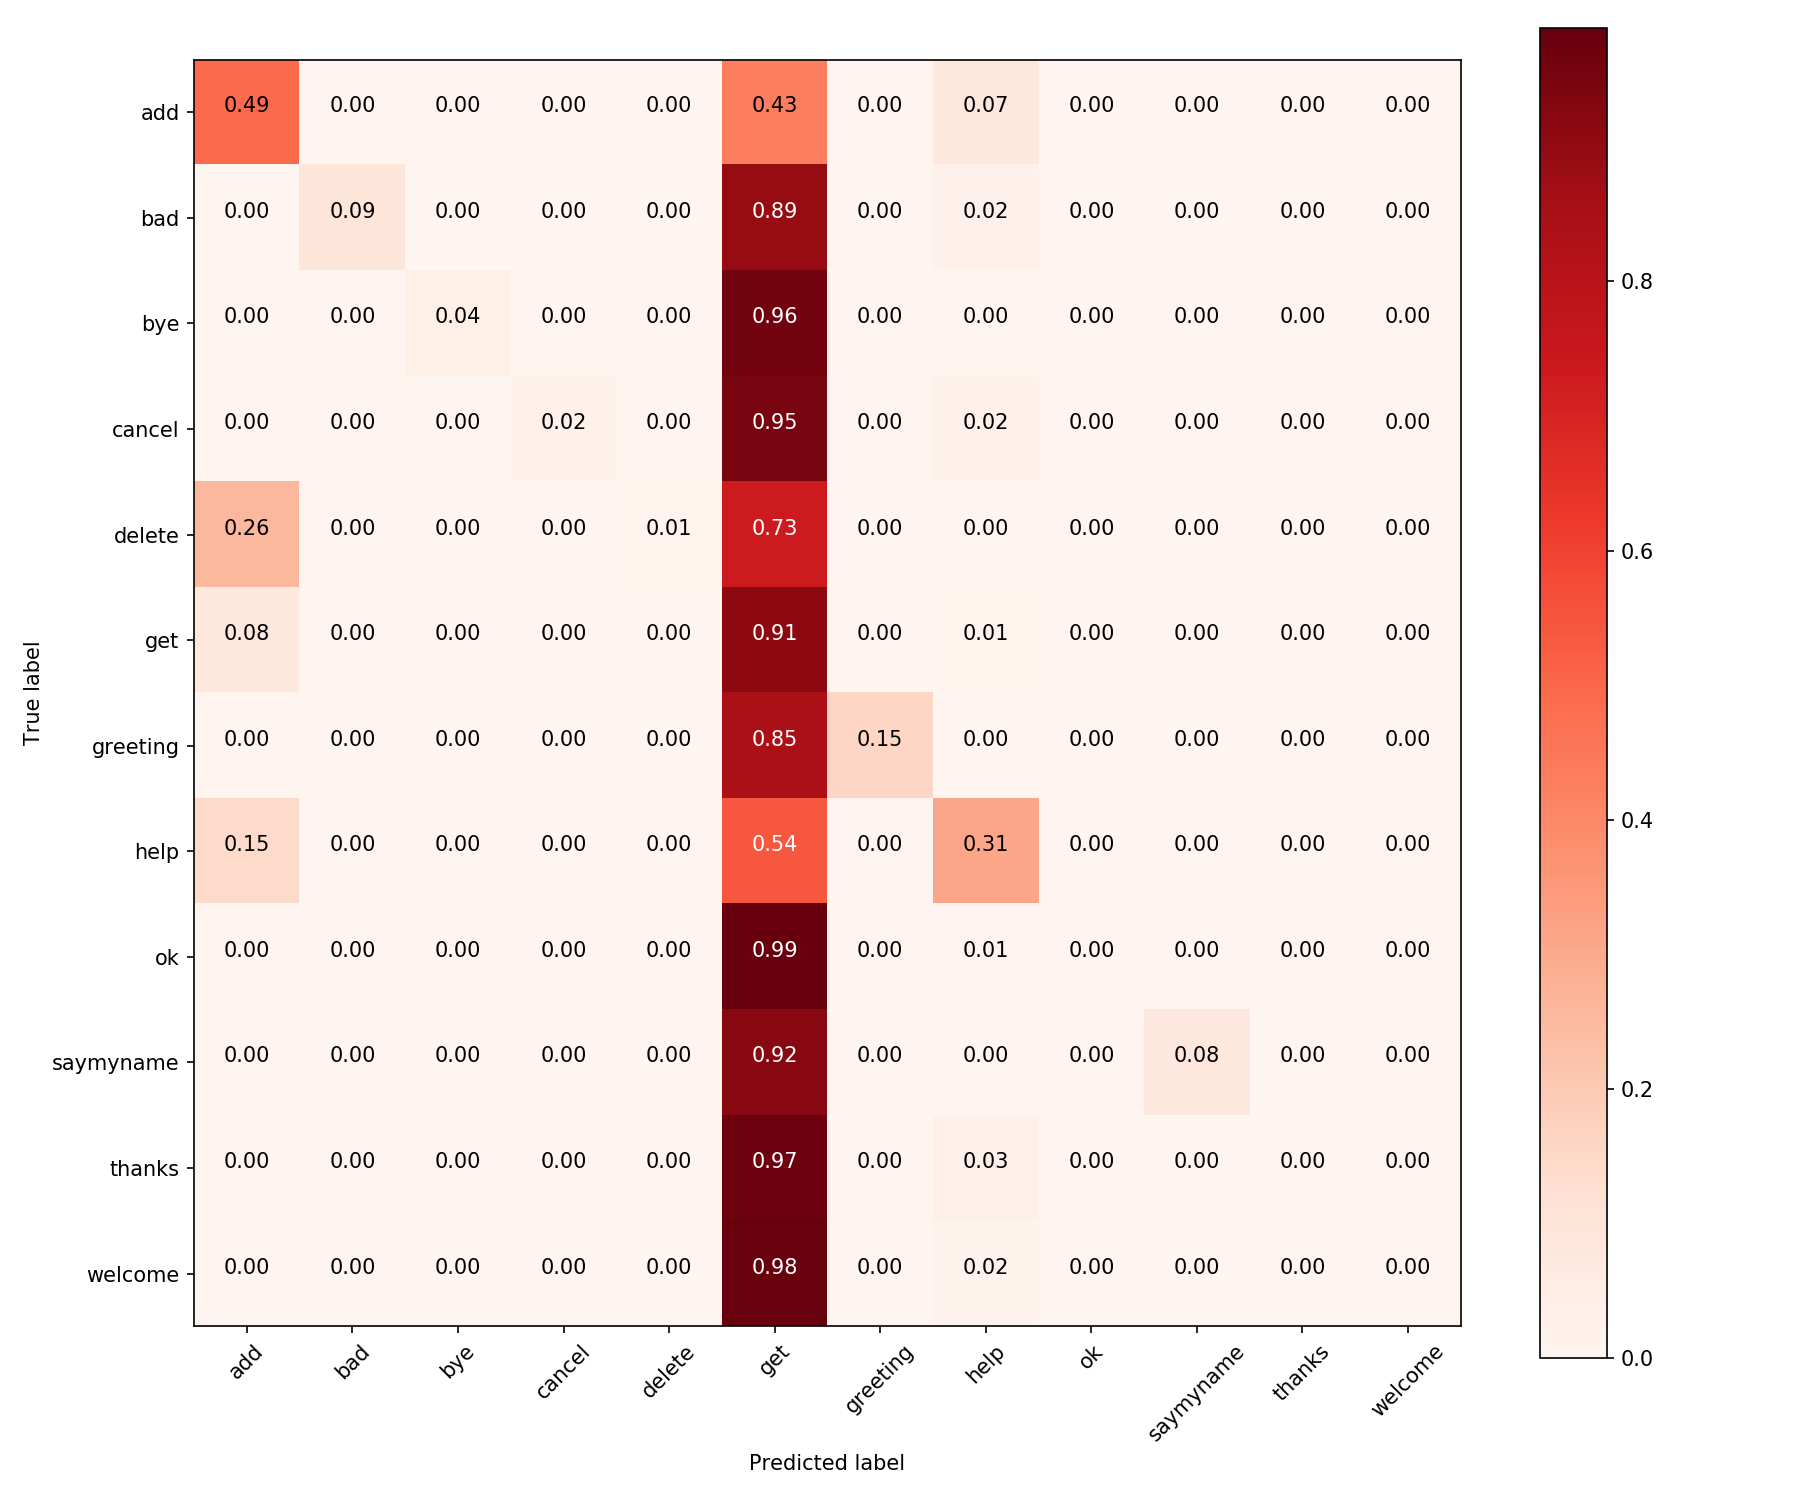 add 0.49 0.00 0.00 0.00 0.00 0.43 0.00 0.07 0.00 0.00 0.00 0.00
bad 0.00 0.09 0.00 0.00 0.00 0.89 0.00 0.02 0.00 0.00 0.00 0.00
bye 0.00 0.00 0.04 0.00 0.00 0.96 0.00 0.00 0.00 0.00 0.00 0.00
cancel 0.00 0.00 0.00 0.02 0.00 0.95 0.00 0.02 0.00 0.00 0.00 0.00
delete 0.26 0.00 0.00 0.00 0.01 0.73 0.00 0.00 0.00 0.00 0.00 0.00
get 0.08 0.00 0.00 0.00 0.00 0.91 0.00 0.01 0.00 0.00 0.00 0.00
greeting 0.00 0.00 0.00 0.00 0.00 0.85 0.15 0.00 0.00 0.00 0.00 0.00
help 0.15 0.00 0.00 0.00 0.00 0.54 0.00 0.31 0.00 0.00 0.00 0.00
ok 0.00 0.00 0.00 0.00 0.00 0.99 0.00 0.01 0.00 0.00 0.00 0.00
saymyname 0.00 0.00 0.00 0.00 0.00 0.92 0.00 0.00 0.00 0.08 0.00 0.00
thanks 0.00 0.00 0.00 0.00 0.00 0.97 0.00 0.03 0.00 0.00 0.00 0.00
welcome 0.00 0.00 0.00 0.00 0.00 0.98 0.00 0.02 0.00 0.00 0.00 0.00
add bad bye cancel delete get greeting help ok saymyname thanks welcome
Predicted label
True label
0.8
0.6
0.4
0.2
0.0